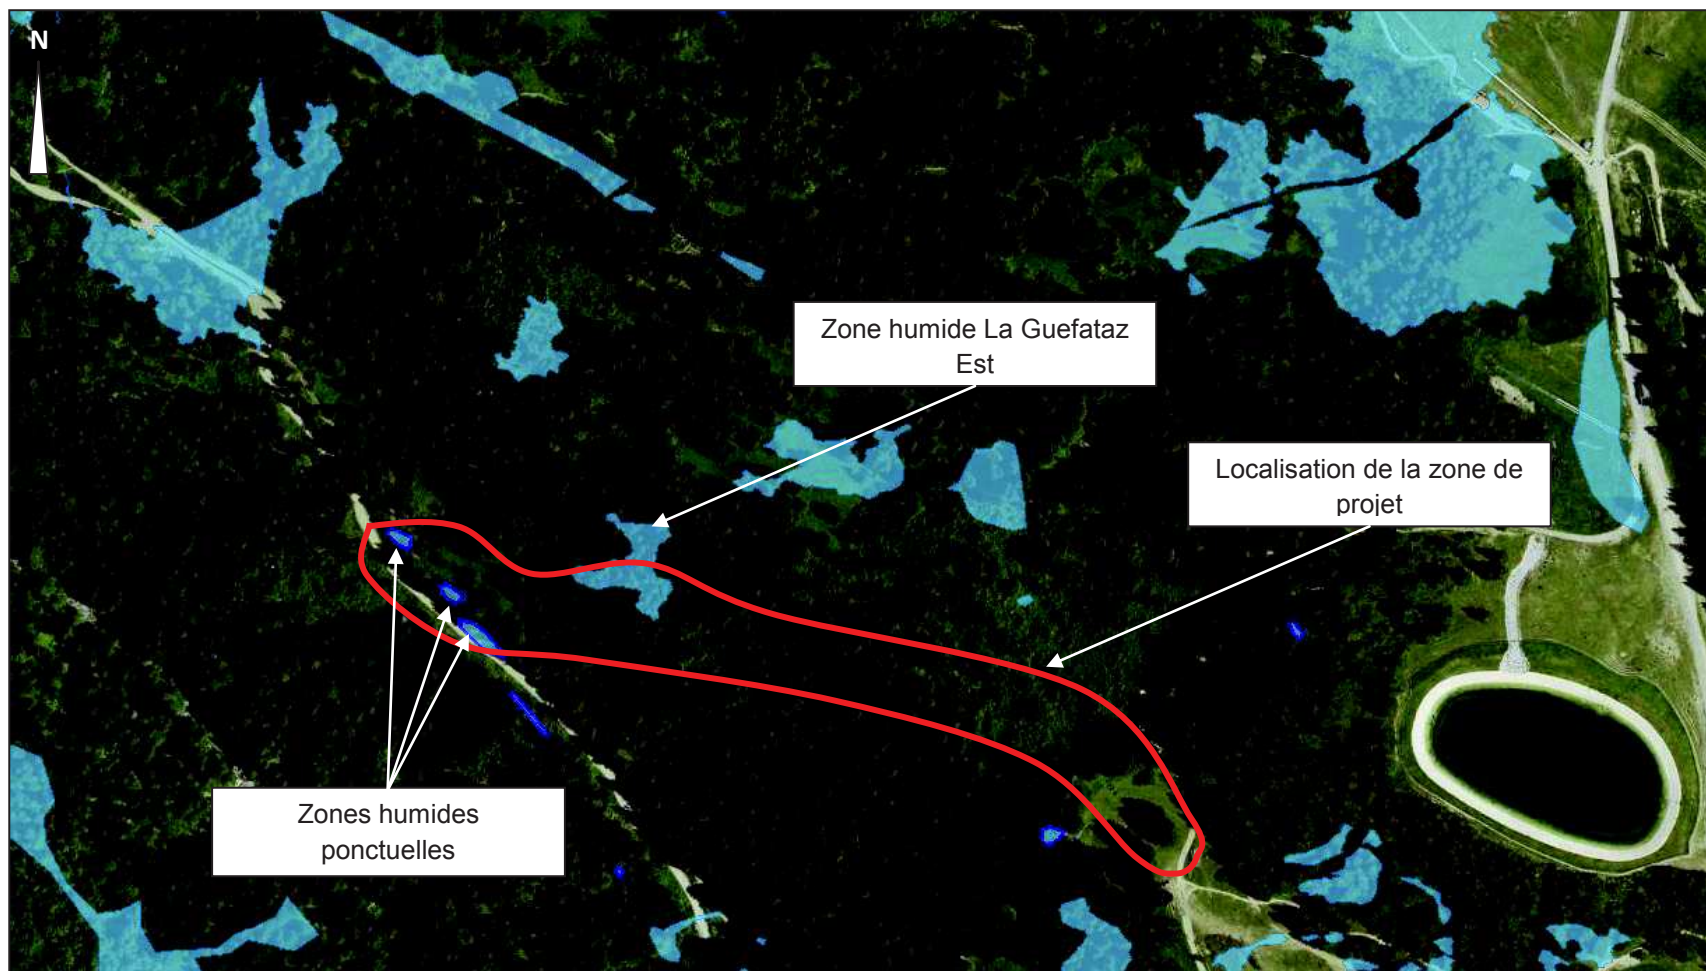 N
Zone humide La Guefataz
Est
Localisation de la zone de
projet
Zones humides
ponctuelles